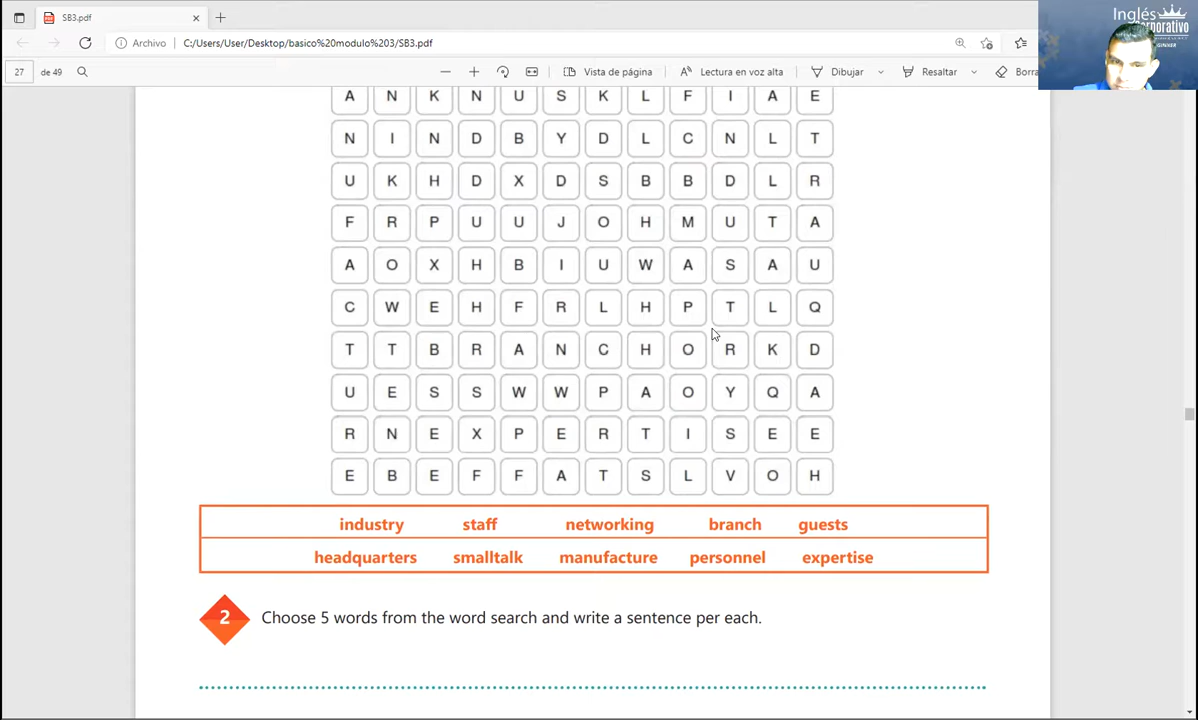 SB3.pdf
Archivo C:/Users/User/Desktop/basico%20modulo%203/SB3.pdf
27 de 49 Vista de página Lectura en voz alta Dibujar Resaltar Borra
Inglés
Corporativo
A N K N U S K L F I A E
N I N D B Y D L C N L T
U K H D X D S B B D L R
F R P U U J O H M U T A
A O X H B I U W A S A U
C W E H F R L H P T L Q
T T B R A N C H O R K D
U E S S W W P A O Y Q A
R N E X P E R T I S E E
E B E F F A T S L V O H
industry staff networking branch guests
headquarters smalltalk manufacture personnel expertise
2 Choose 5 words from the word search and write a sentence per each.